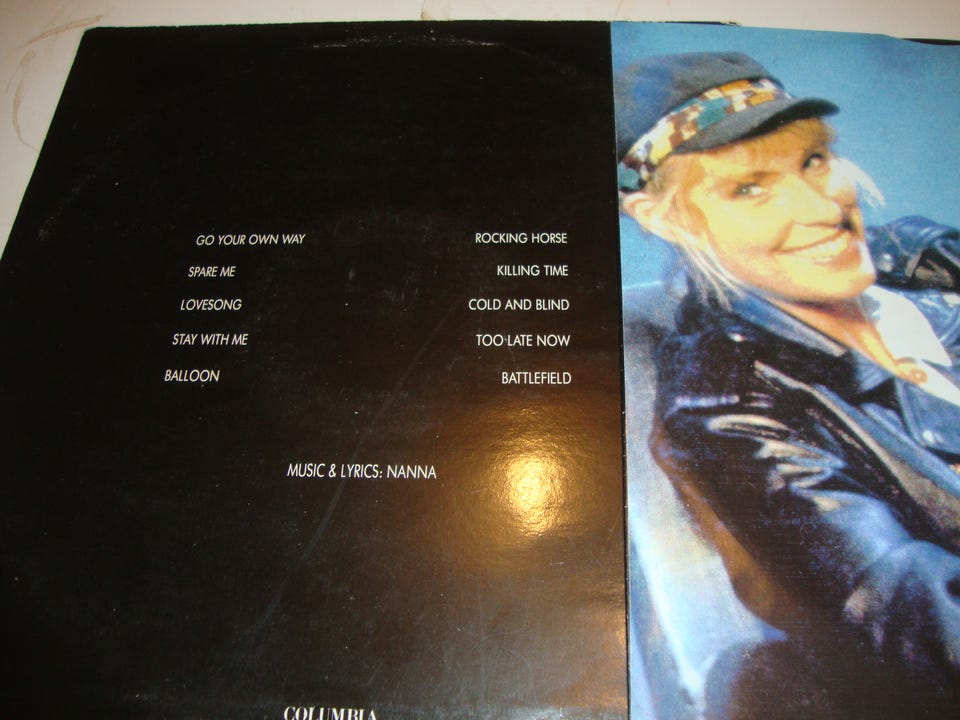 GO YOUR OWN WAY
SPARE ME
LOVESONG
STAY WITH ME
BALLOON
ROCKING HORSE
KILLING TIME
COLD AND BLIND
TOO LATE NOW
BATTLEFIELD
MUSIC & LYRICS: NANNA
COLUMBIA